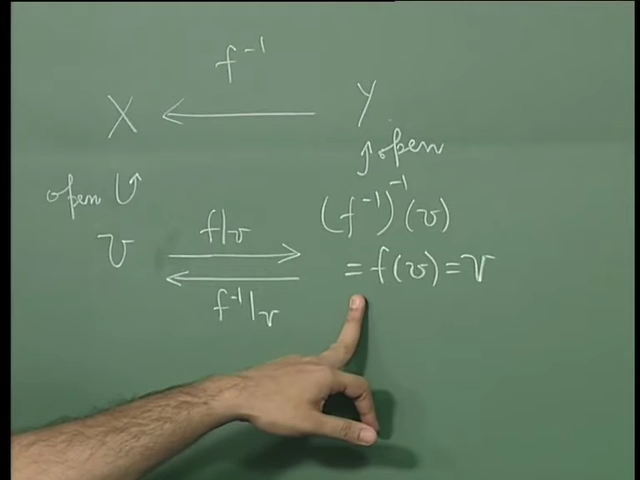 f⁻¹
X ← Y
open ∪↑ ∪↑ open
v (f⁻¹)⁻¹(v)
f|v →
= f(v) = V
←
f⁻¹|V